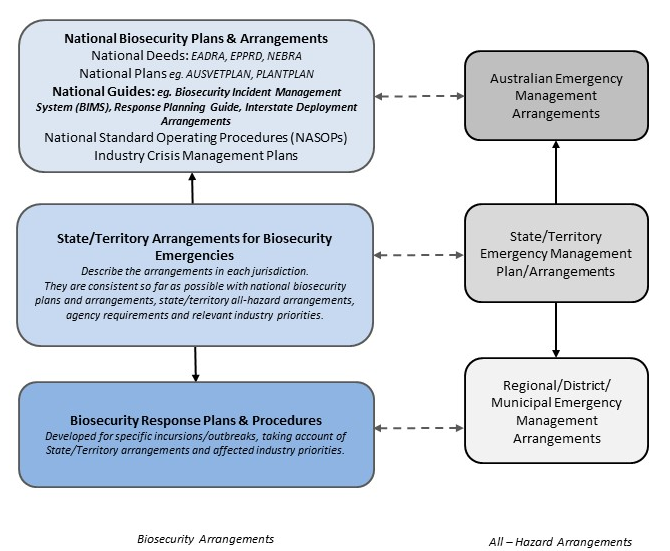 National Biosecurity Plans & Arrangements
National Deeds: EADRA, EPPRD, NEBRA
National Plans eg. AUSVETPLAN, PLANTPLAN
National Guides: eg. Biosecurity Incident Management
System (BIMS), Response Planning Guide, Interstate Deployment
Arrangements
National Standard Operating Procedures (NASOPs)
Industry Crisis Management Plans
Australian Emergency
Management
Arrangements
State/Territory Arrangements for Biosecurity
Emergencies
Describe the arrangements in each jurisdiction.
They are consistent so far as possible with national biosecurity
plans and arrangements, state/territory all-hazard arrangements,
agency requirements and relevant industry priorities.
State/Territory
Emergency Management
Plan/Arrangements
Biosecurity Response Plans & Procedures
Developed for specific incursions/outbreaks, taking account of
State/Territory arrangements and affected industry priorities.
Regional/District/
Municipal Emergency
Management
Arrangements
Biosecurity Arrangements
All – Hazard Arrangements